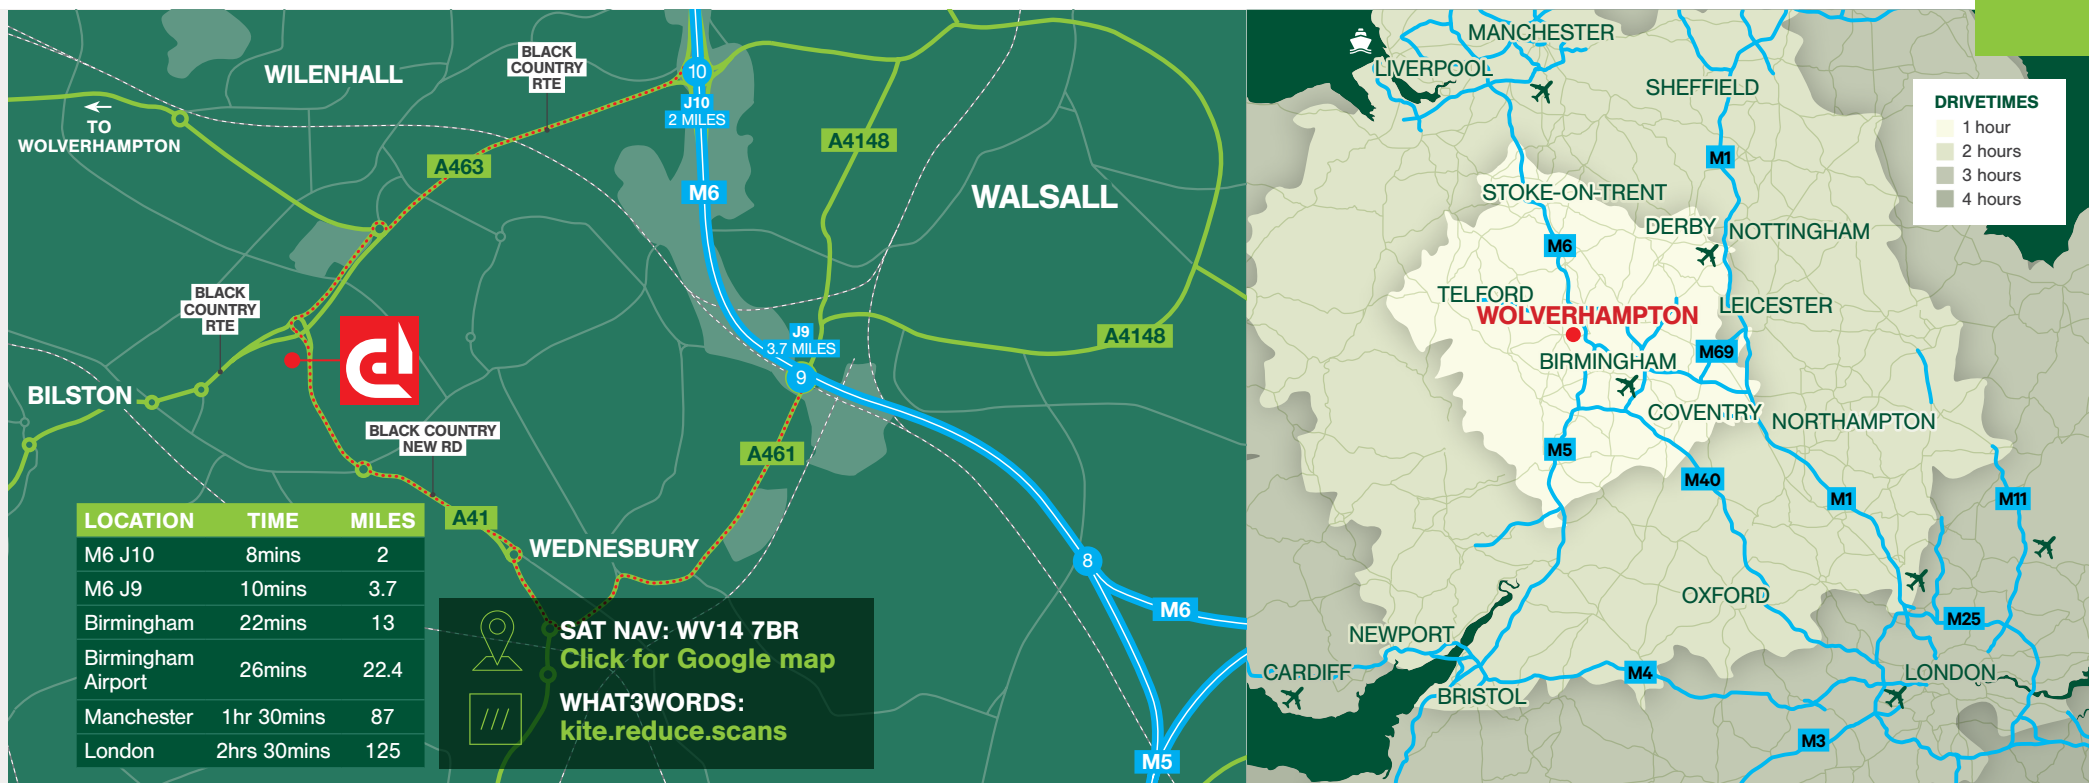 WILENHALL
BLACK
COUNTRY
RTE
10
J10
2 MILES
TO
WOLVERHAMPTON
A463
A4148
M6
WALSALL
BLACK
COUNTRY
RTE
J9
3.7 MILES
9
A4148
BILSTON
BLACK COUNTRY
NEW RD
A461
A41
WEDNESBURY
8
M6
M5
LOCATION TIME MILES
M6 J10 8mins 2
M6 J9 10mins 3.7
Birmingham 22mins 13
Birmingham
Airport 26mins 22.4
Manchester 1hr 30mins 87
London 2hrs 30mins 125
SAT NAV: WV14 7BR
Click for Google map
WHAT3WORDS:
kite.reduce.scans
MANCHESTER
LIVERPOOL
SHEFFIELD
M1
STOKE-ON-TRENT
DERBY
NOTTINGHAM
M6
TELFORD
LEICESTER
WOLVERHAMPTON
BIRMINGHAM
M69
COVENTRY
NORTHAMPTON
M5
M40
M1
M11
OXFORD
M25
NEWPORT
CARDIFF
M4
LONDON
BRISTOL
M3
DRIVETIMES
1 hour
2 hours
3 hours
4 hours